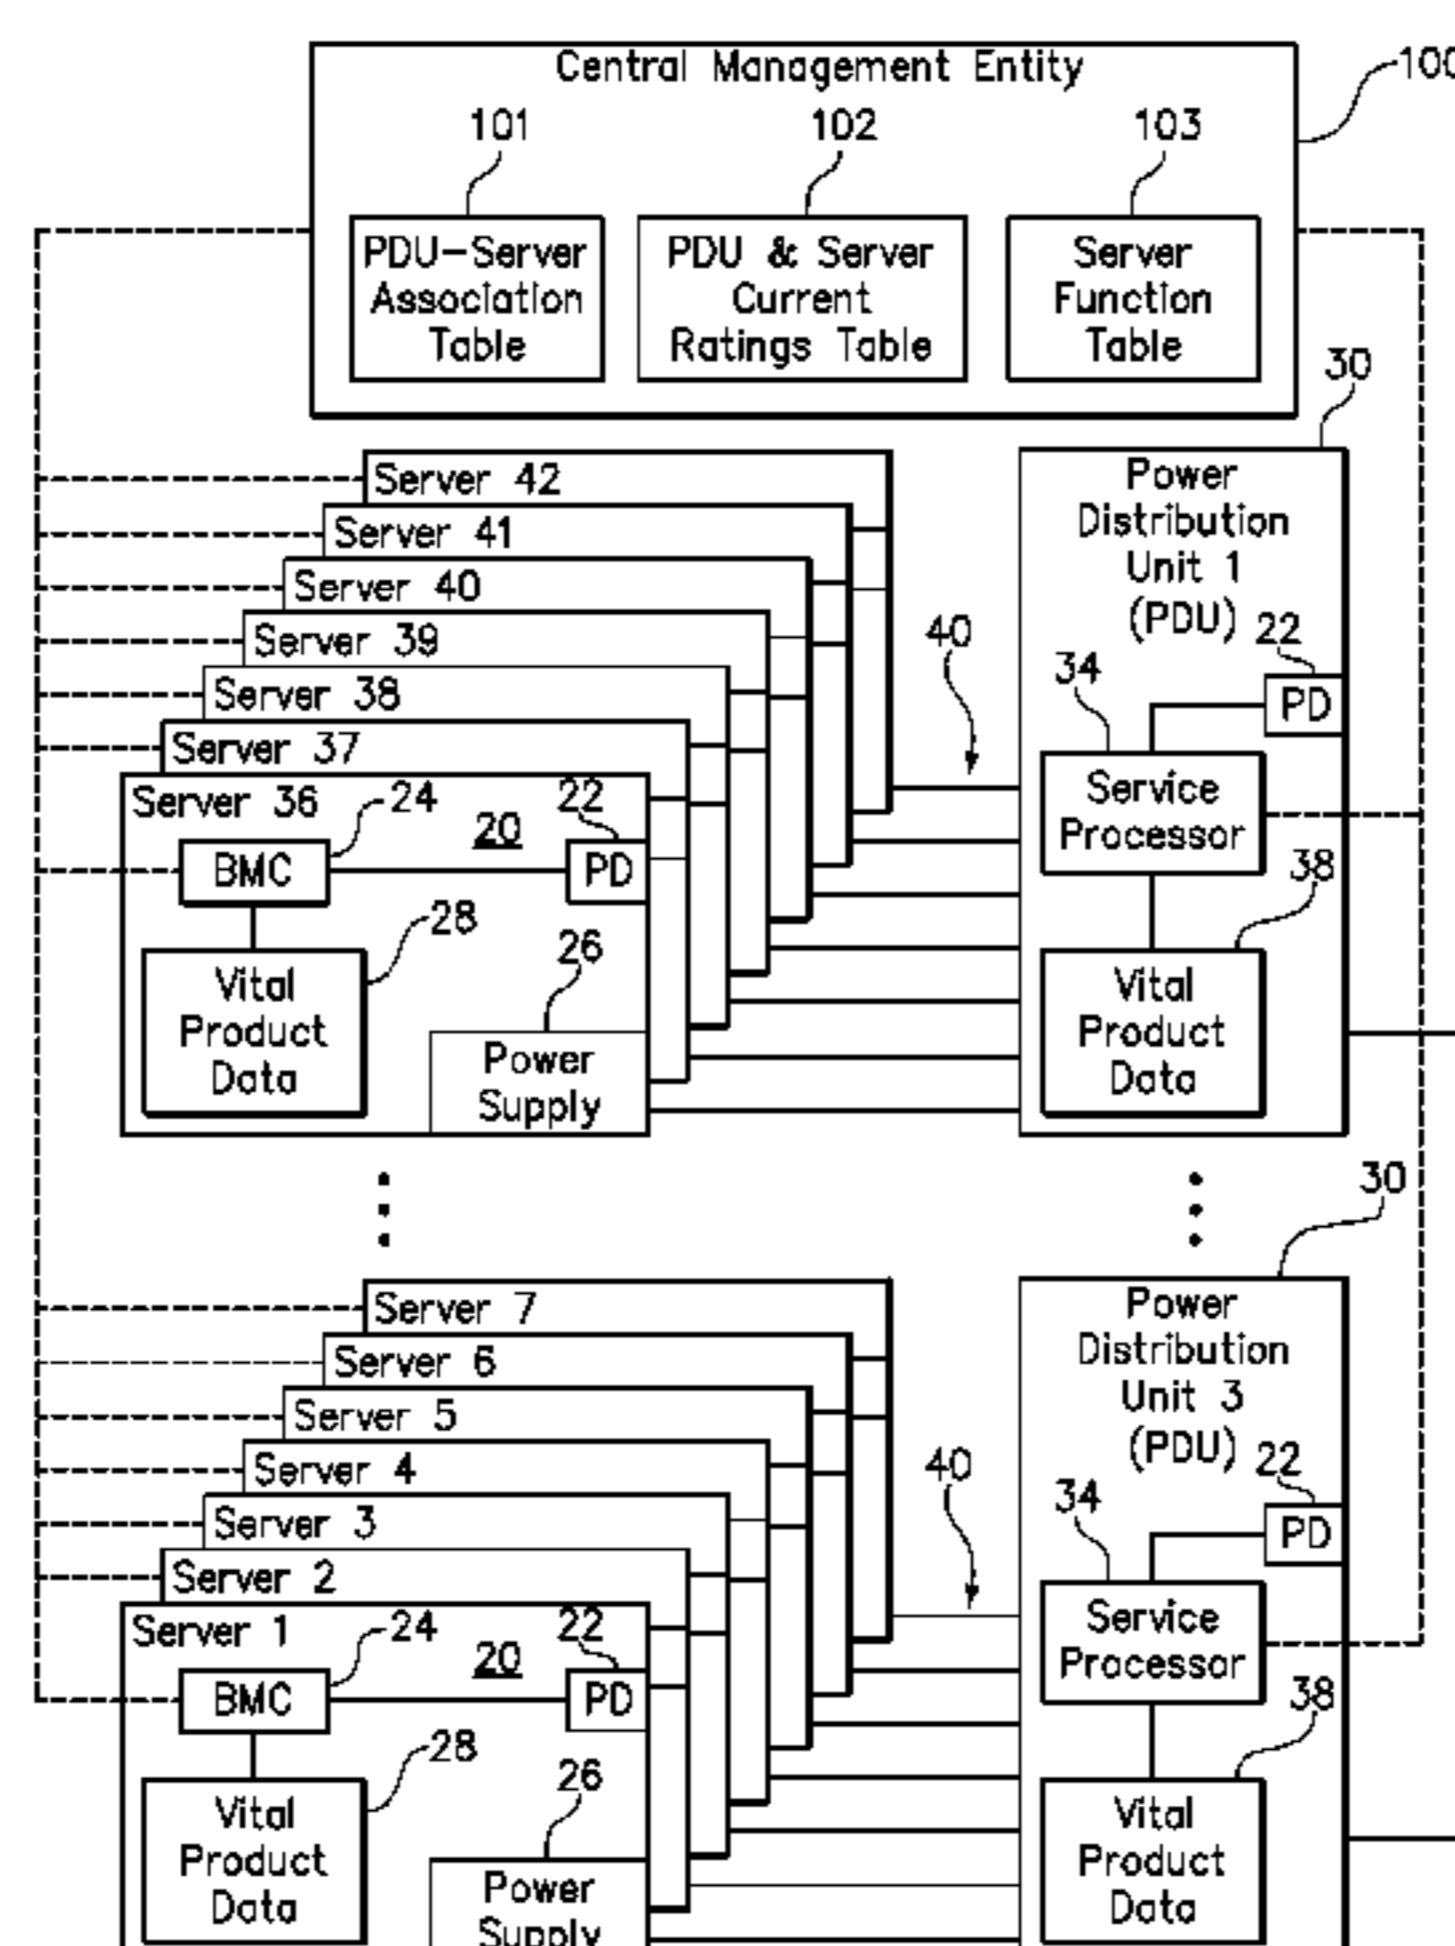 Central Management Entity
100
101
102
103
PDU-Server
Association
Table
PDU & Server
Current
Ratings Table
Server
Function
Table
30
Server 42
Server 41
Server 40
Server 39
Server 38
Server 37
Server 36
24
20
22
BMC
PD
28
Vital
Product
Data
26
Power
Supply
40
Power
Distribution
Unit 1
(PDU)
22
34
PD
Service
Processor
38
Vital
Product
Data
30
Server 7
Server 6
Server 5
Server 4
Server 3
Server 2
Server 1
24
20
22
BMC
PD
28
Vital
Product
Data
26
Power
Supply
40
Power
Distribution
Unit 3
(PDU)
22
34
PD
Service
Processor
38
Vital
Product
Data